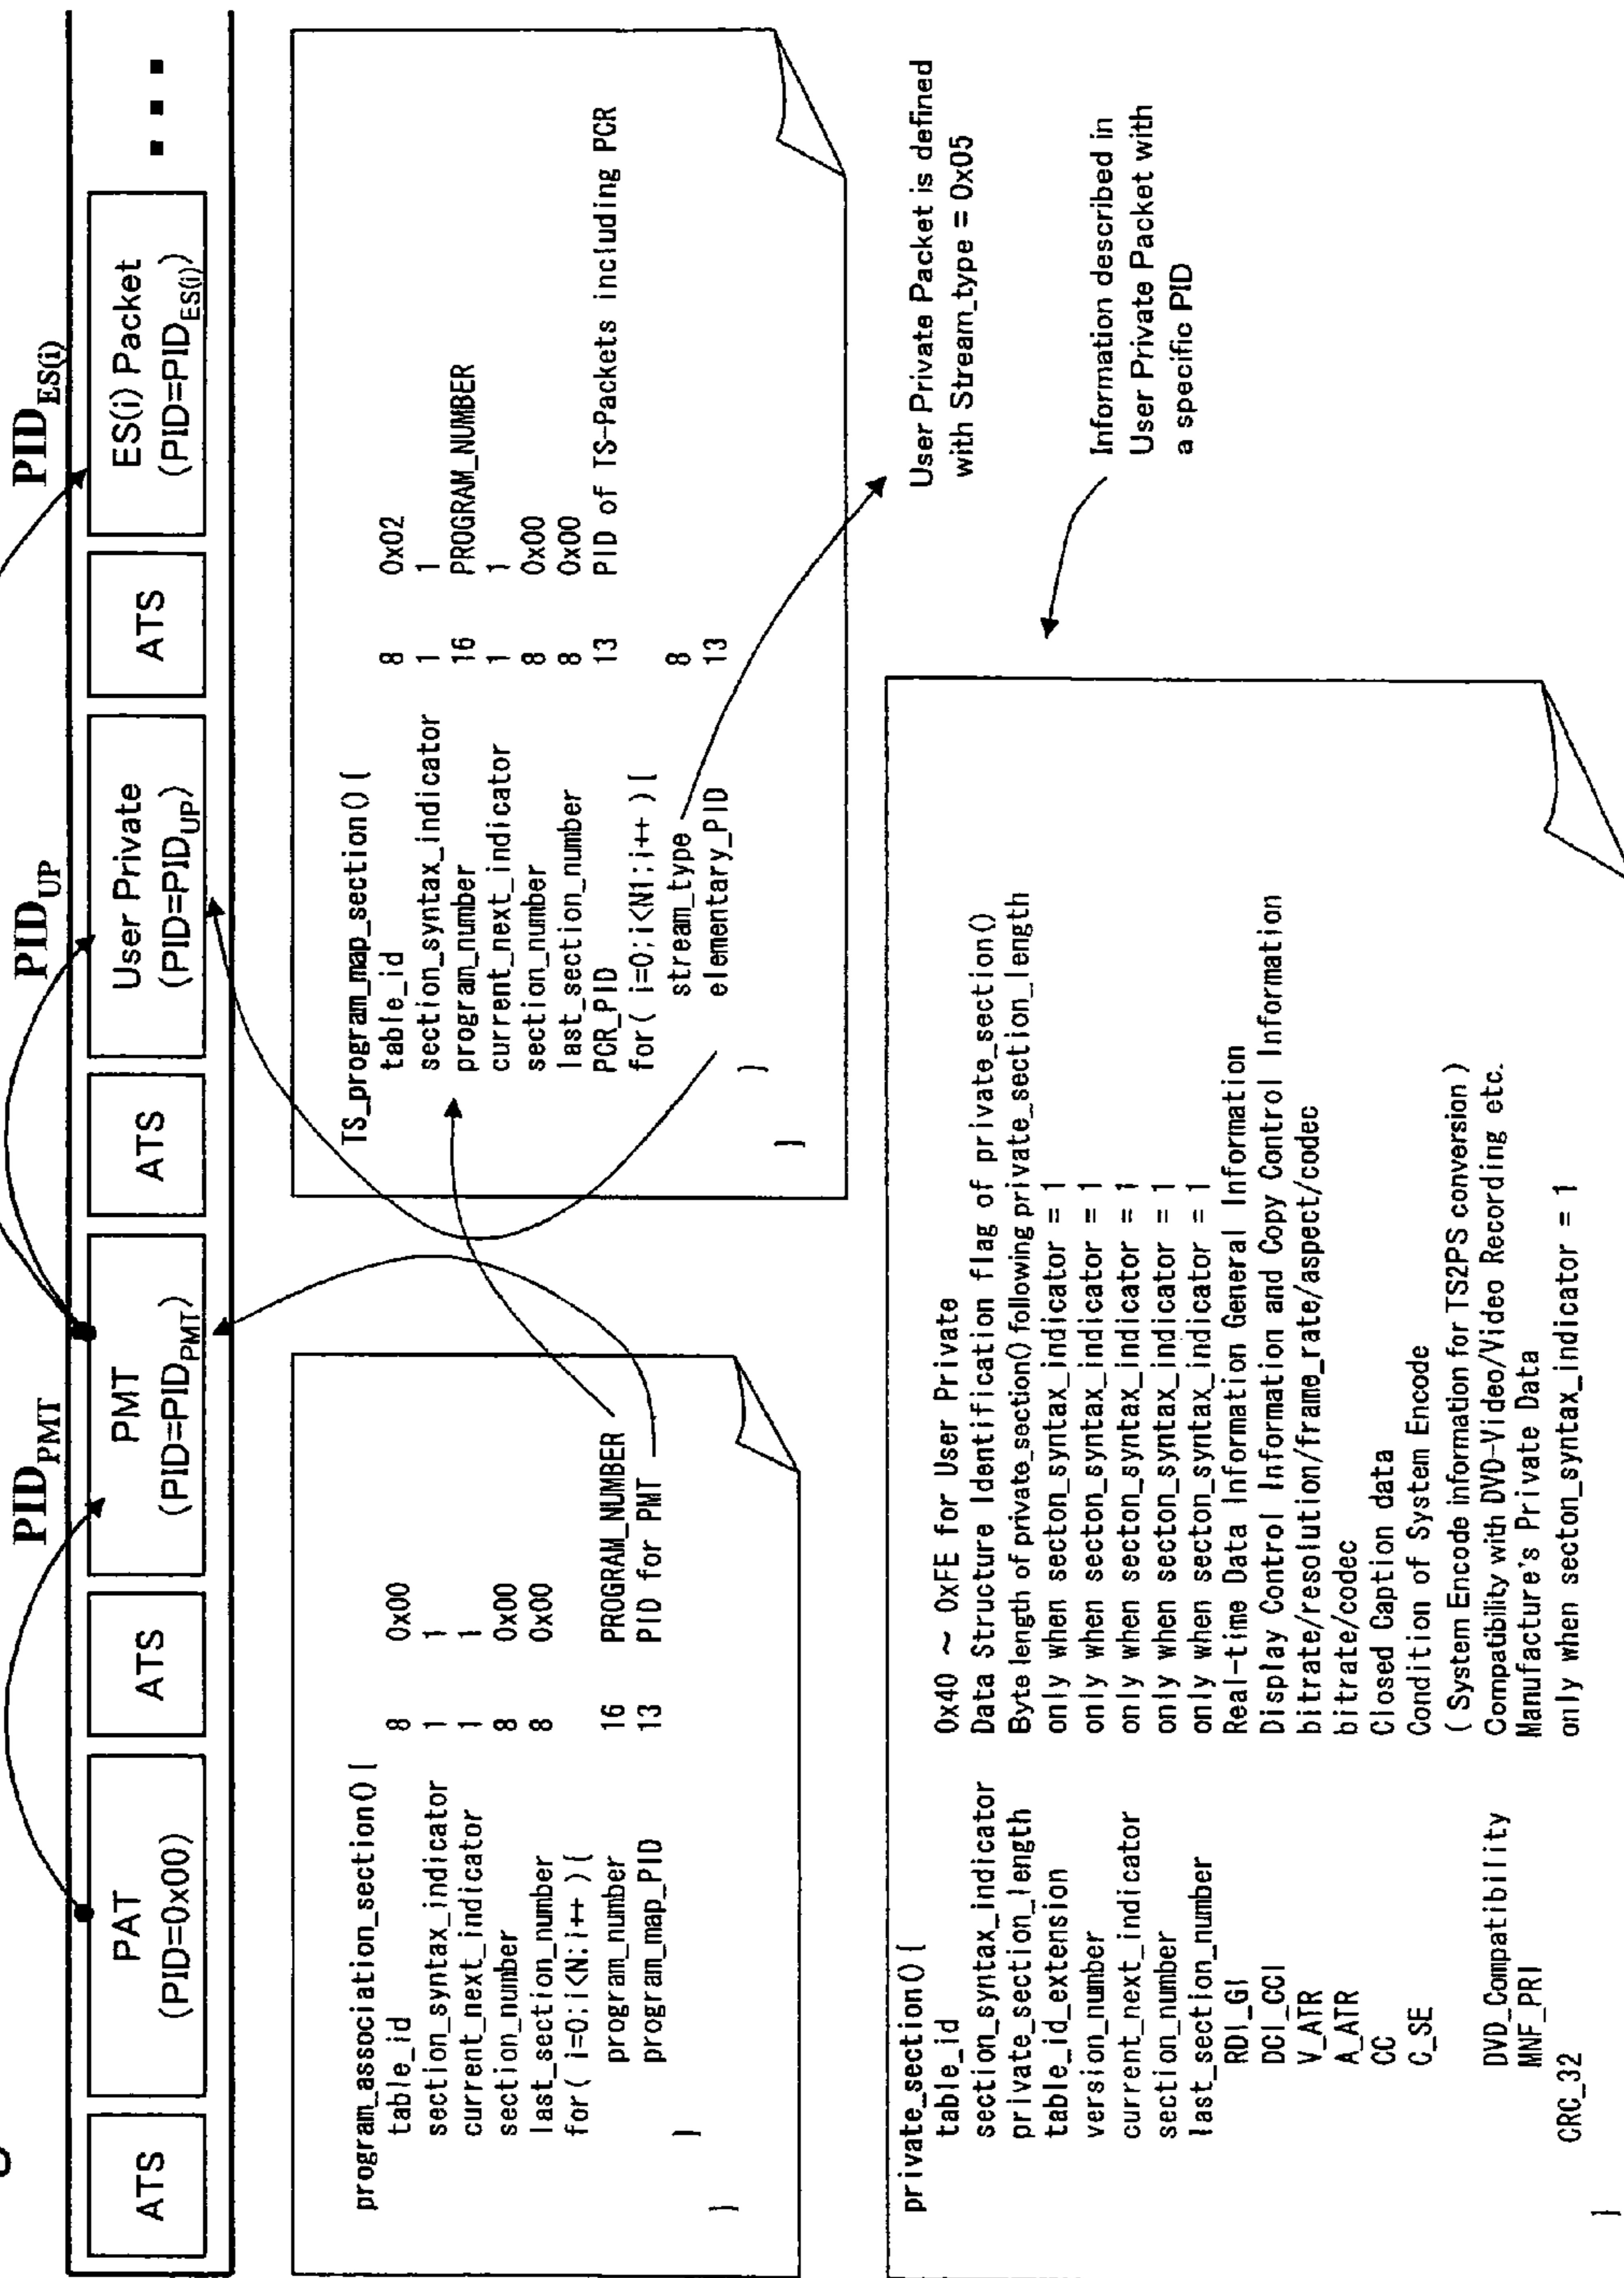 PID_PMT
PID_UP
PID_ES(i)
ATS
PAT
(PID=0x00)
ATS
PMT
(PID=PID_PMT)
ATS
User Private
(PID=PID_UP)
ATS
ES(i) Packet
(PID=PID_ES(i))
program_association_section() {
table_id 8 0x00
section_syntax_indicator 1 1
current_next_indicator 1 1
section_number 8 0x00
last_section_number 8 0x00
for( i=0;i<N;i++ ){
program_number 16 PROGRAM_NUMBER
program_map_PID 13 PID for PMT
}
}
TS_program_map_section() {
table_id 8 0x02
section_syntax_indicator 1 1
program_number 16 PROGRAM_NUMBER
current_next_indicator 1 1
section_number 8 0x00
last_section_number 8 0x00
PCR_PID 13 PID of TS-Packets including PCR
for( i=0;i<N1;i++ ) {
stream_type 8
elementary_PID 13
}
}
User Private Packet is defined
with Stream_type = 0x05
private_section() {
table_id 0x40 ~ 0xFE for User Private
section_syntax_indicator Data Structure Identification flag of private_section()
private_section_length Byte length of private_section() following private_section_length
table_id_extension only when secton_syntax_indicator = 1
version_number only when secton_syntax_indicator = 1
current_next_indicator only when secton_syntax_indicator = 1
section_number only when secton_syntax_indicator = 1
last_section_number only when secton_syntax_indicator = 1
RDI_GI Real-time Data Information General Information
DCI_CCI Display Control Information and Copy Control Information
V_ATR bitrate/resolution/frame_rate/aspect/codec
A_ATR bitrate/codec
CC Closed Caption data
C_SE Condition of System Encode
( System Encode information for TS2PS conversion )
DVD_Compatibility Compatibility with DVD-Video/Video Recording etc.
MNF_PRI Manufacture's Private Data
CRC_32 only when secton_syntax_indicator = 1
}
Information described in
User Private Packet with
a specific PID